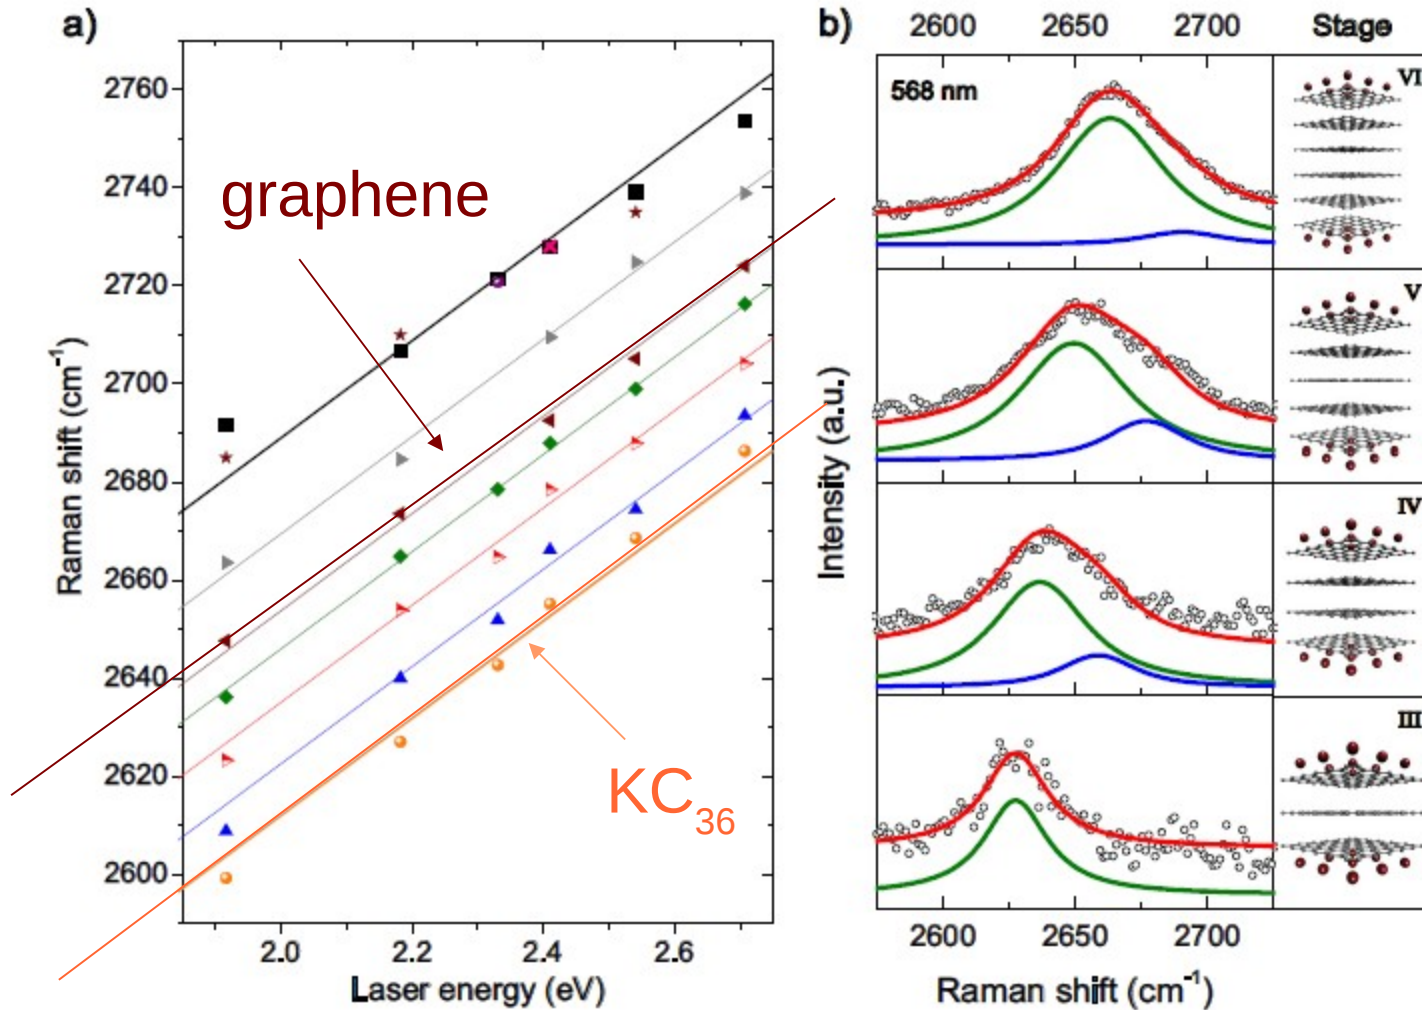 a)
2760
2740
2720
2700
2680
2660
2640
2620
2600
Raman shift (cm⁻¹)
2.0 2.2 2.4 2.6
Laser energy (eV)
graphene
KC₃₆
b)
2600 2650 2700 Stage
568 nm
VI
V
IV
III
Intensity (a.u.)
2600 2650 2700
Raman shift (cm⁻¹)